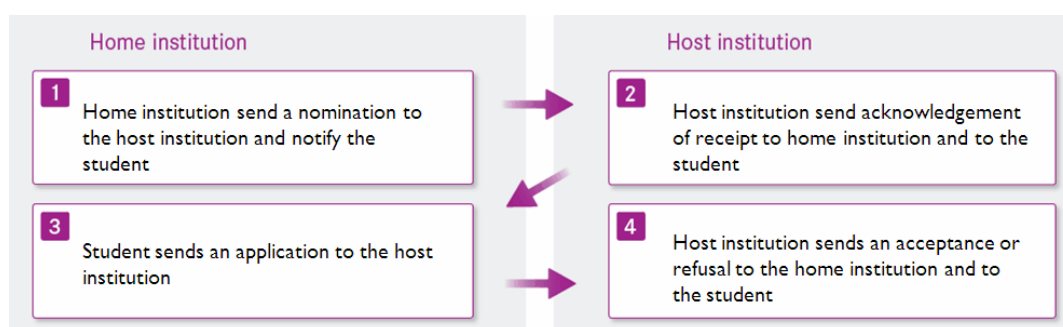 Home institution
Host institution
1
Home institution send a nomination to
the host institution and notify the
student
2
Host institution send acknowledgement
of receipt to home institution and to the
student
3
Student sends an application to the host
institution
4
Host institution sends an acceptance or
refusal to the home institution and to
the student